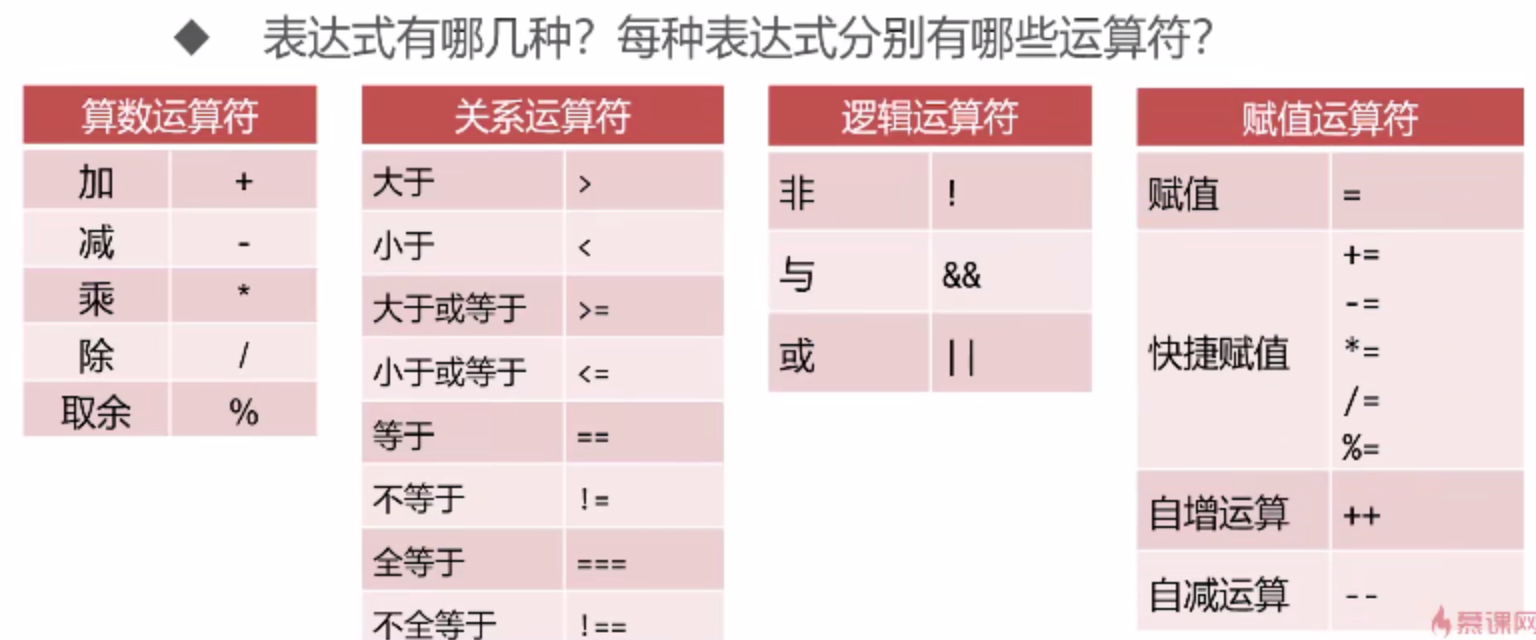 ◆ 表达式有哪几种？每种表达式分别有哪些运算符？
算数运算符
加 +
减 -
乘 *
除 /
取余 %
关系运算符
大于 >
小于 <
大于或等于 >=
小于或等于 <=
等于 ==
不等于 !=
全等于 ===
不全等于 !==
逻辑运算符
非 !
与 &&
或 ||
赋值运算符
赋值 =
快捷赋值 +=
-=
*=
/=
%=
自增运算 ++
自减运算 --
慕课网